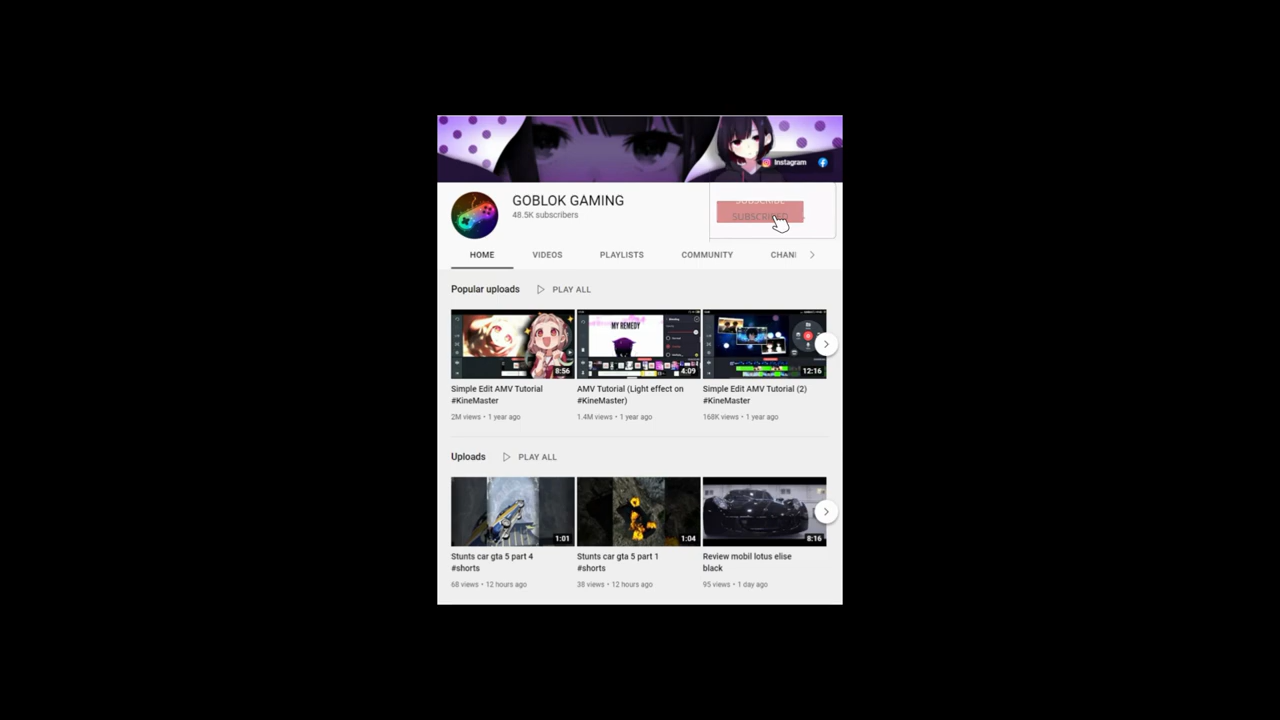 Instagram
GOBLOK GAMING
48.5K subscribers
SUBSCRIBE
SUBSCRIBED
HOME VIDEOS PLAYLISTS COMMUNITY CHAN
Popular uploads PLAY ALL
MY REMEDY
8:56 4:09 12:16
Simple Edit AMV Tutorial
#KineMaster
2M views • 1 year ago
AMV Tutorial (Light effect on
#KineMaster)
1.4M views • 1 year ago
Simple Edit AMV Tutorial (2)
#KineMaster
168K views • 1 year ago
Uploads PLAY ALL
1:01 1:04 8:16
Stunts car gta 5 part 4
#shorts
68 views • 12 hours ago
Stunts car gta 5 part 1
#shorts
38 views • 12 hours ago
Review mobil lotus elise
black
95 views • 1 day ago